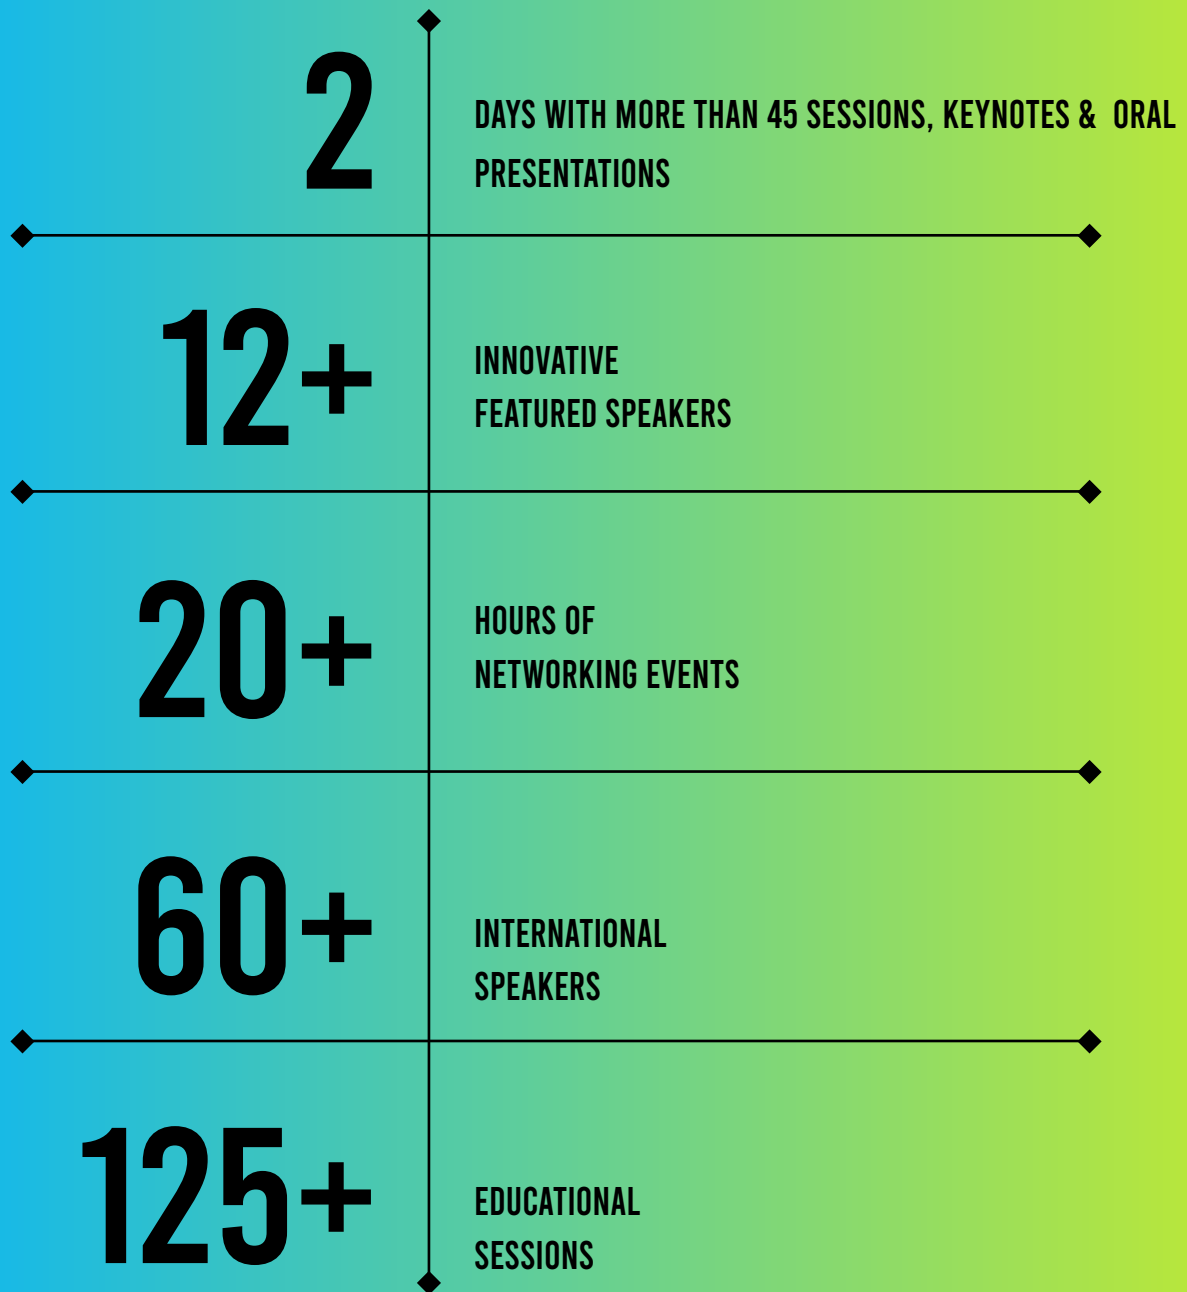 2
DAYS WITH MORE THAN 45 SESSIONS, KEYNOTES & ORAL
PRESENTATIONS
12+
INNOVATIVE
FEATURED SPEAKERS
20+
HOURS OF
NETWORKING EVENTS
60+
INTERNATIONAL
SPEAKERS
125+
EDUCATIONAL
SESSIONS